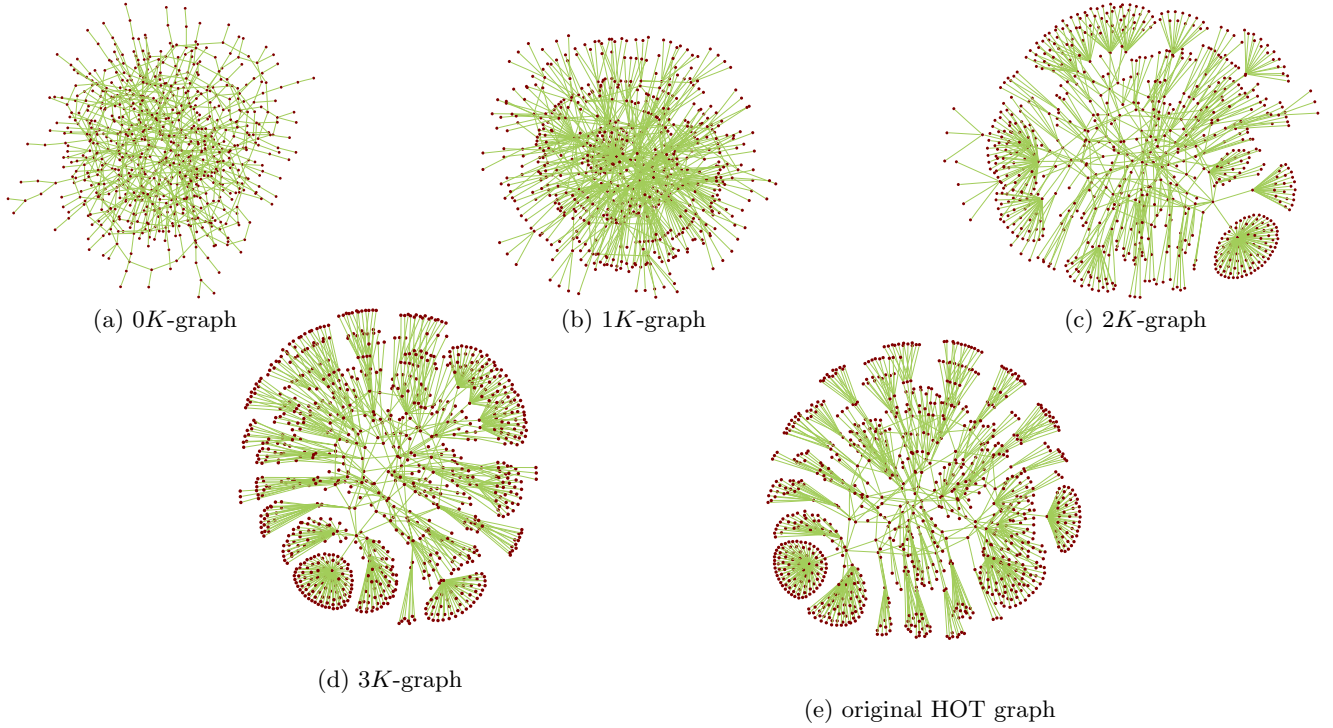 (a) 0K-graph
(b) 1K-graph
(c) 2K-graph
(d) 3K-graph
(e) original HOT graph